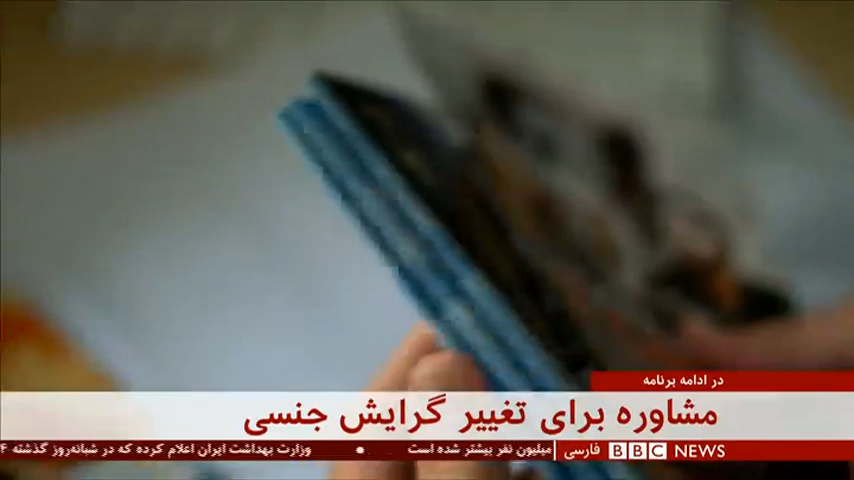 در ادامه برنامه
مشاوره برای تغییر گرایش جنسی
BBC NEWS فارسی
میلیون نفر بیشتر شده است
وزارت بهداشت ایران اعلام کرده که در شبانه‌روز گذشته ۴